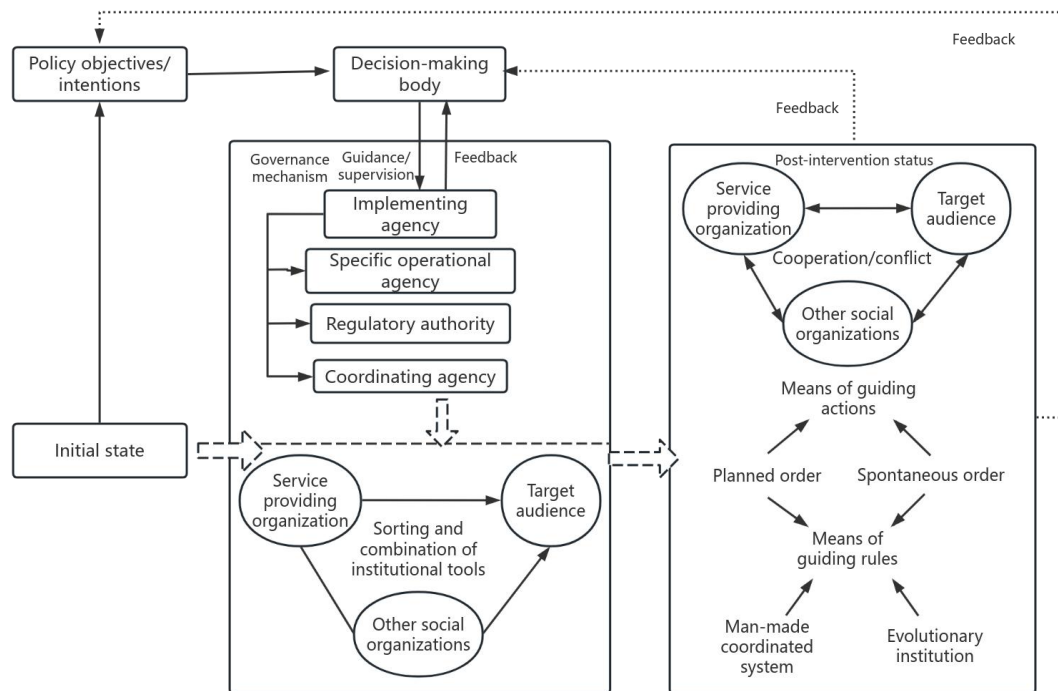 Feedback
Policy objectives/
intentions
Decision-making
body
Feedback
Governance
mechanism
Guidance/
supervision
Feedback
Implementing
agency
Specific operational
agency
Regulatory authority
Coordinating agency
Initial state
Service
providing
organization
Target
audience
Sorting and
combination of
institutional tools
Other social
organizations
Post-intervention status
Service
providing
organization
Target
audience
Cooperation/conflict
Other social
organizations
Means of guiding
actions
Planned order
Spontaneous order
Means of
guiding rules
Man-made
coordinated
system
Evolutionary
institution